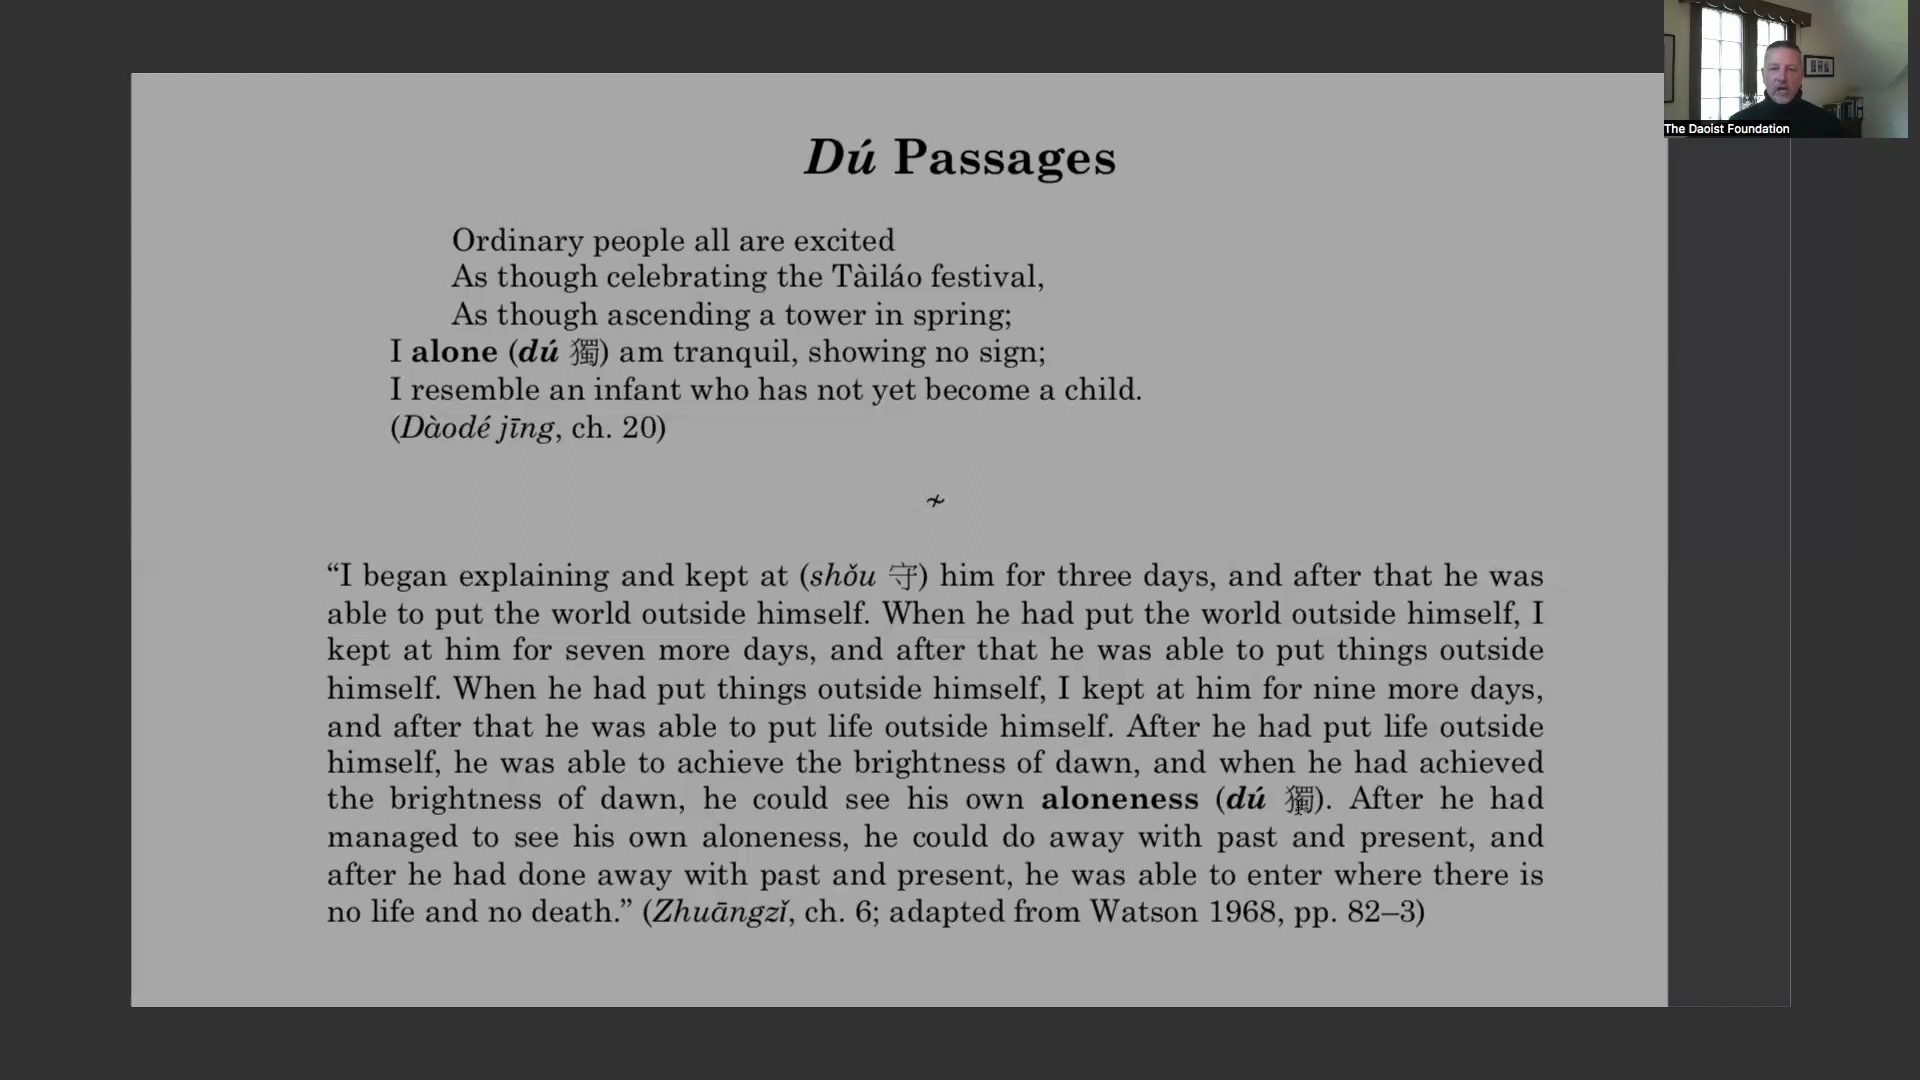 The Daoist Foundation
Dú Passages
Ordinary people all are excited
As though celebrating the Tàiláo festival,
As though ascending a tower in spring;
I alone (dú 獨) am tranquil, showing no sign;
I resemble an infant who has not yet become a child.
(Dàodé jīng, ch. 20)
“I began explaining and kept at (shǒu 守) him for three days, and after that he was
able to put the world outside himself. When he had put the world outside himself, I
kept at him for seven more days, and after that he was able to put things outside
himself. When he had put things outside himself, I kept at him for nine more days,
and after that he was able to put life outside himself. After he had put life outside
himself, he was able to achieve the brightness of dawn, and when he had achieved
the brightness of dawn, he could see his own aloneness (dú 獨). After he had
managed to see his own aloneness, he could do away with past and present, and
after he had done away with past and present, he was able to enter where there is
no life and no death.” (Zhuāngzǐ, ch. 6; adapted from Watson 1968, pp. 82–3)